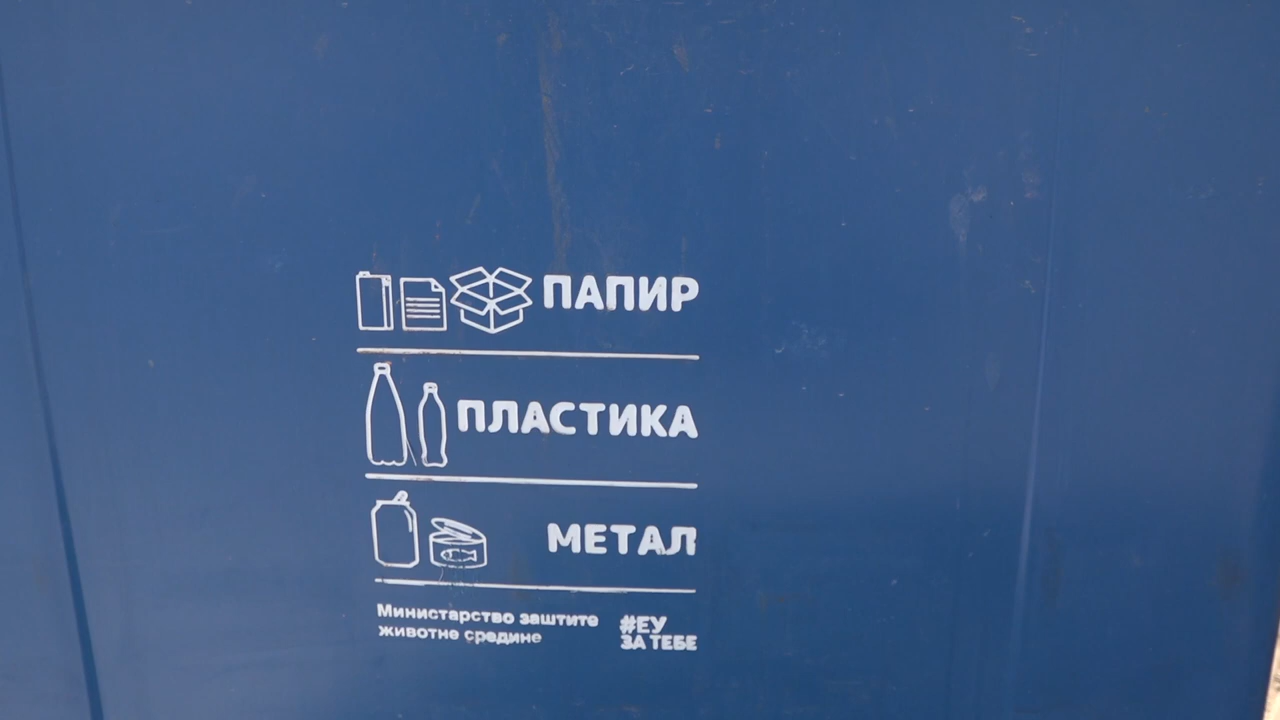 ПАПИР
ПЛАСТИКА
МЕТАЛ
Министарство заштите
животне средине
#ЕУ
ЗА ТЕБЕ